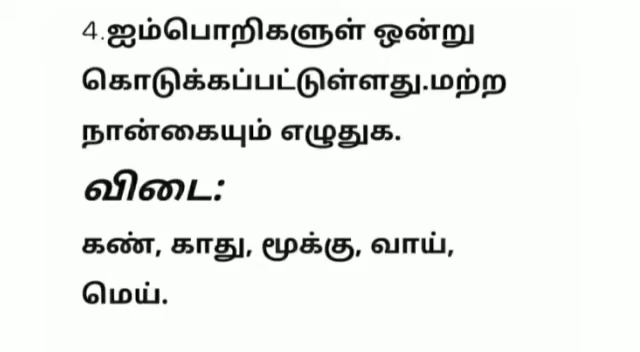 4.ஐம்பொறிகளுள் ஒன்று
கொடுக்கப்பட்டுள்ளது.மற்ற
நான்கையும் எழுதுக.
விடை:
கண், காது, மூக்கு, வாய்,
மெய்.